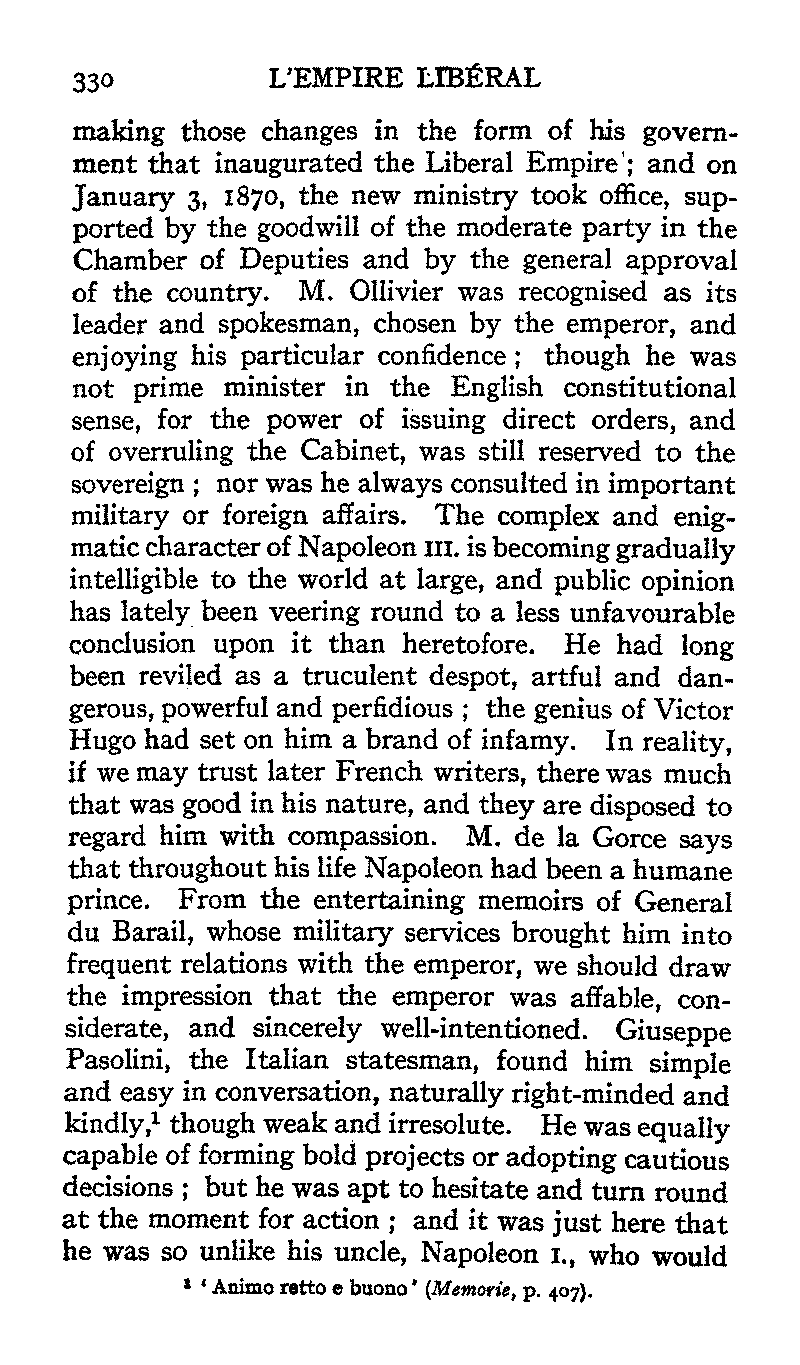 330 L'EMPIRE LIBÉRAL
making those changes in the form of his govern-
ment that inaugurated the Liberal Empire'; and on
January 3, 1870, the new ministry took office, sup-
ported by the goodwill of the moderate party in the
Chamber of Deputies and by the general approval
of the country. M. Ollivier was recognised as its
leader and spokesman, chosen by the emperor, and
enjoying his particular confidence ; though he was
not prime minister in the English constitutional
sense, for the power of issuing direct orders, and
of overruling the Cabinet, was still reserved to the
sovereign ; nor was he always consulted in important
military or foreign affairs. The complex and enig-
matic character of Napoleon III. is becoming gradually
intelligible to the world at large, and public opinion
has lately been veering round to a less unfavourable
conclusion upon it than heretofore. He had long
been reviled as a truculent despot, artful and dan-
gerous, powerful and perfidious ; the genius of Victor
Hugo had set on him a brand of infamy. In reality,
if we may trust later French writers, there was much
that was good in his nature, and they are disposed to
regard him with compassion. M. de la Gorce says
that throughout his life Napoleon had been a humane
prince. From the entertaining memoirs of General
du Barail, whose military services brought him into
frequent relations with the emperor, we should draw
the impression that the emperor was affable, con-
siderate, and sincerely well-intentioned. Giuseppe
Pasolini, the Italian statesman, found him simple
and easy in conversation, naturally right-minded and
kindly,¹ though weak and irresolute. He was equally
capable of forming bold projects or adopting cautious
decisions ; but he was apt to hesitate and turn round
at the moment for action ; and it was just here that
he was so unlike his uncle, Napoleon I., who would
¹ ' Animo retto e buono ' (Memorie, p. 407).